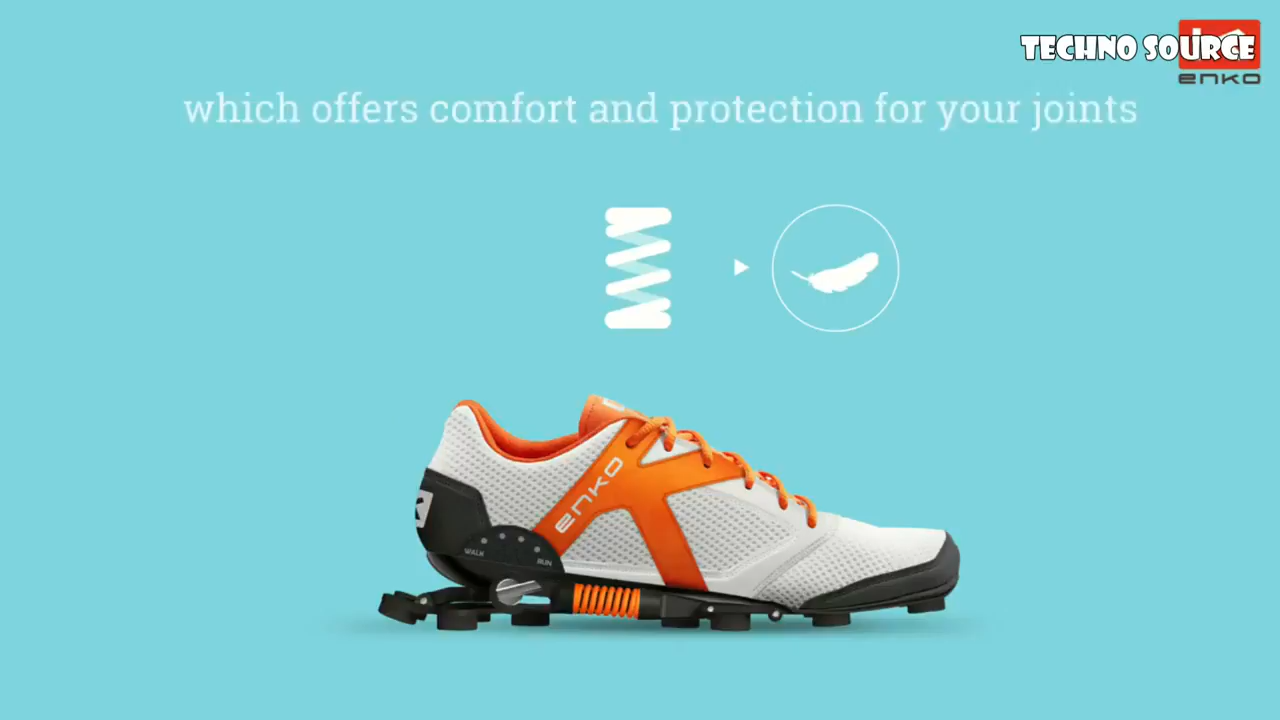 TECHNO SOURCE
enko
which offers comfort and protection for your joints
enko
WALK
RUN